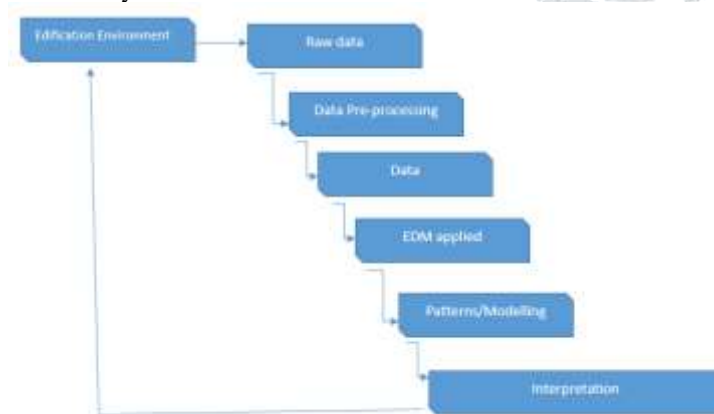 Edification Environment
Raw data
Data Pre-processing
Data
EDM applied
Patterns/Modelling
Interpretation